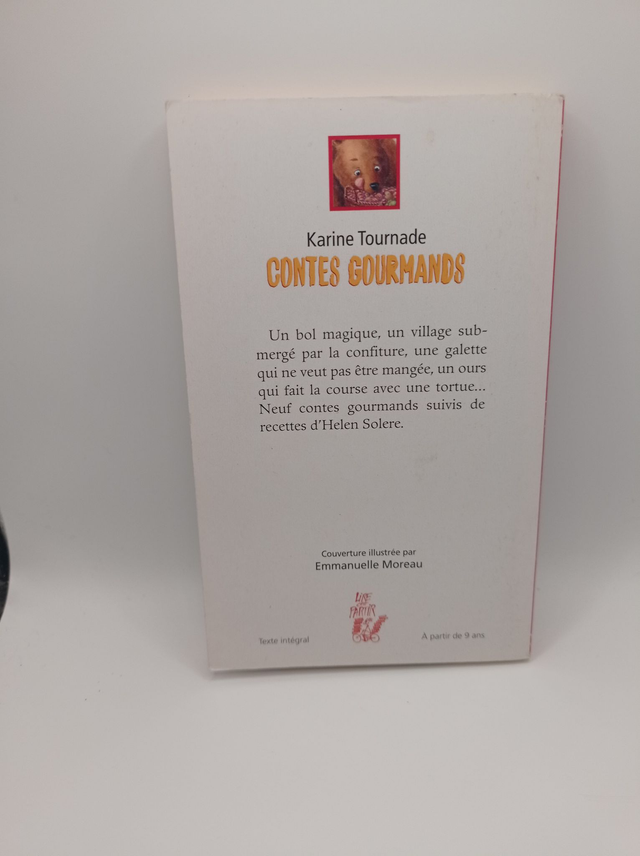 Karine Tournade
CONTES GOURMANDS
Un bol magique, un village sub-
mergé par la confiture, une galette
qui ne veut pas être mangée, un ours
qui fait la course avec une tortue...
Neuf contes gourmands suivis de
recettes d'Helen Solere.
Couverture illustrée par
Emmanuelle Moreau
LIRE
PARTIR
Texte intégral
À partir de 9 ans